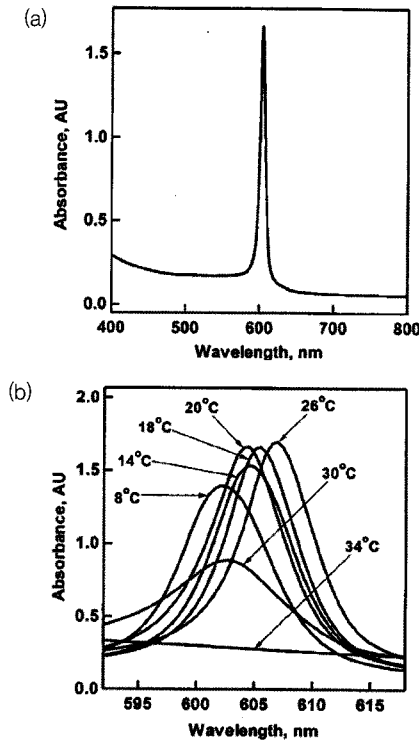 (a)
Absorbance, AU
1.5
1.0
0.5
0.0
400 500 600 700 800
Wavelength, nm
(b)
Absorbance, AU
2.0
1.5
1.0
0.5
0.0
20°C
26°C
18°C
14°C
8°C
30°C
34°C
595 600 605 610 615
Wavelength, nm